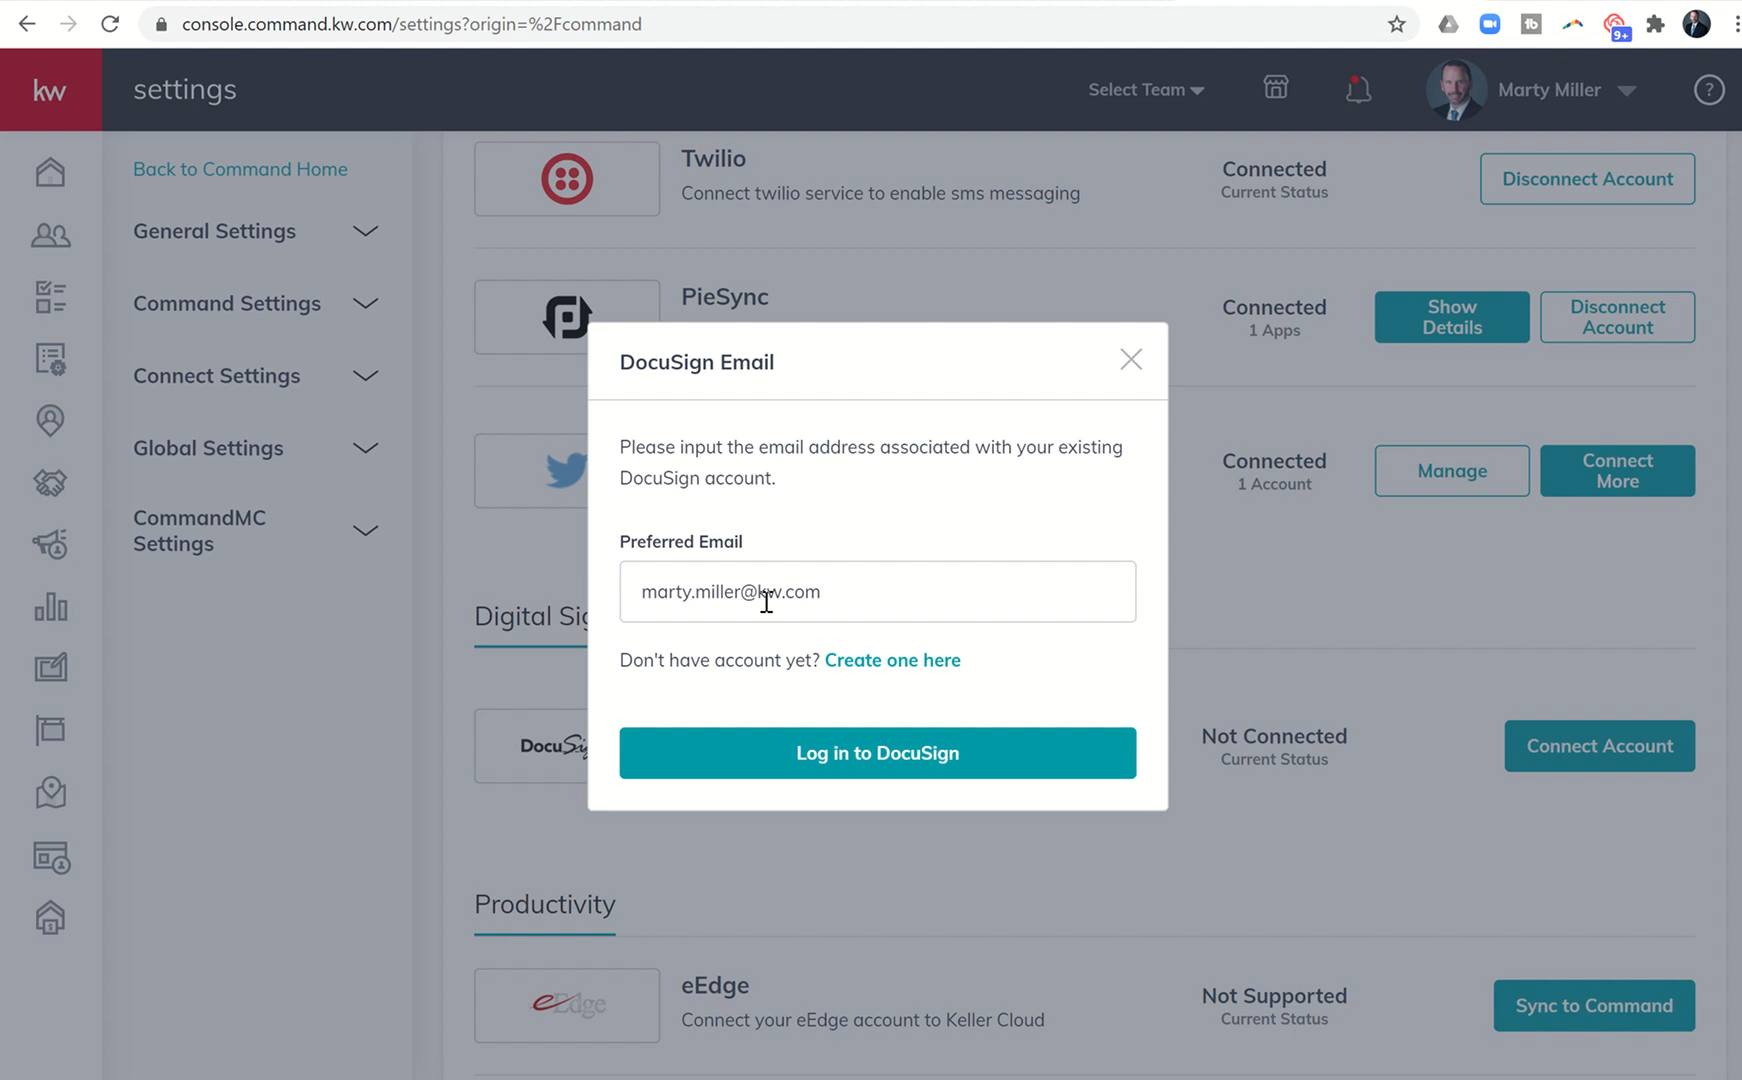 console.command.kw.com/settings?origin=%2Fcommand
9+
kw
settings
Select Team
Marty Miller
?
Back to Command Home
General Settings
Command Settings
Connect Settings
Global Settings
CommandMC
Settings
Twilio
Connect twilio service to enable sms messaging
Connected
Current Status
Disconnect Account
PieSync
Connected
1 Apps
Show
Details
Disconnect
Account
Connected
1 Account
Manage
Connect
More
DocuSign Email
Please input the email address associated with your existing
DocuSign account.
Preferred Email
marty.miller@kw.com
Don't have account yet? Create one here
Log in to DocuSign
Digital Sig
DocuSig
Not Connected
Current Status
Connect Account
Productivity
eEdge
eEdge
Connect your eEdge account to Keller Cloud
Not Supported
Current Status
Sync to Command